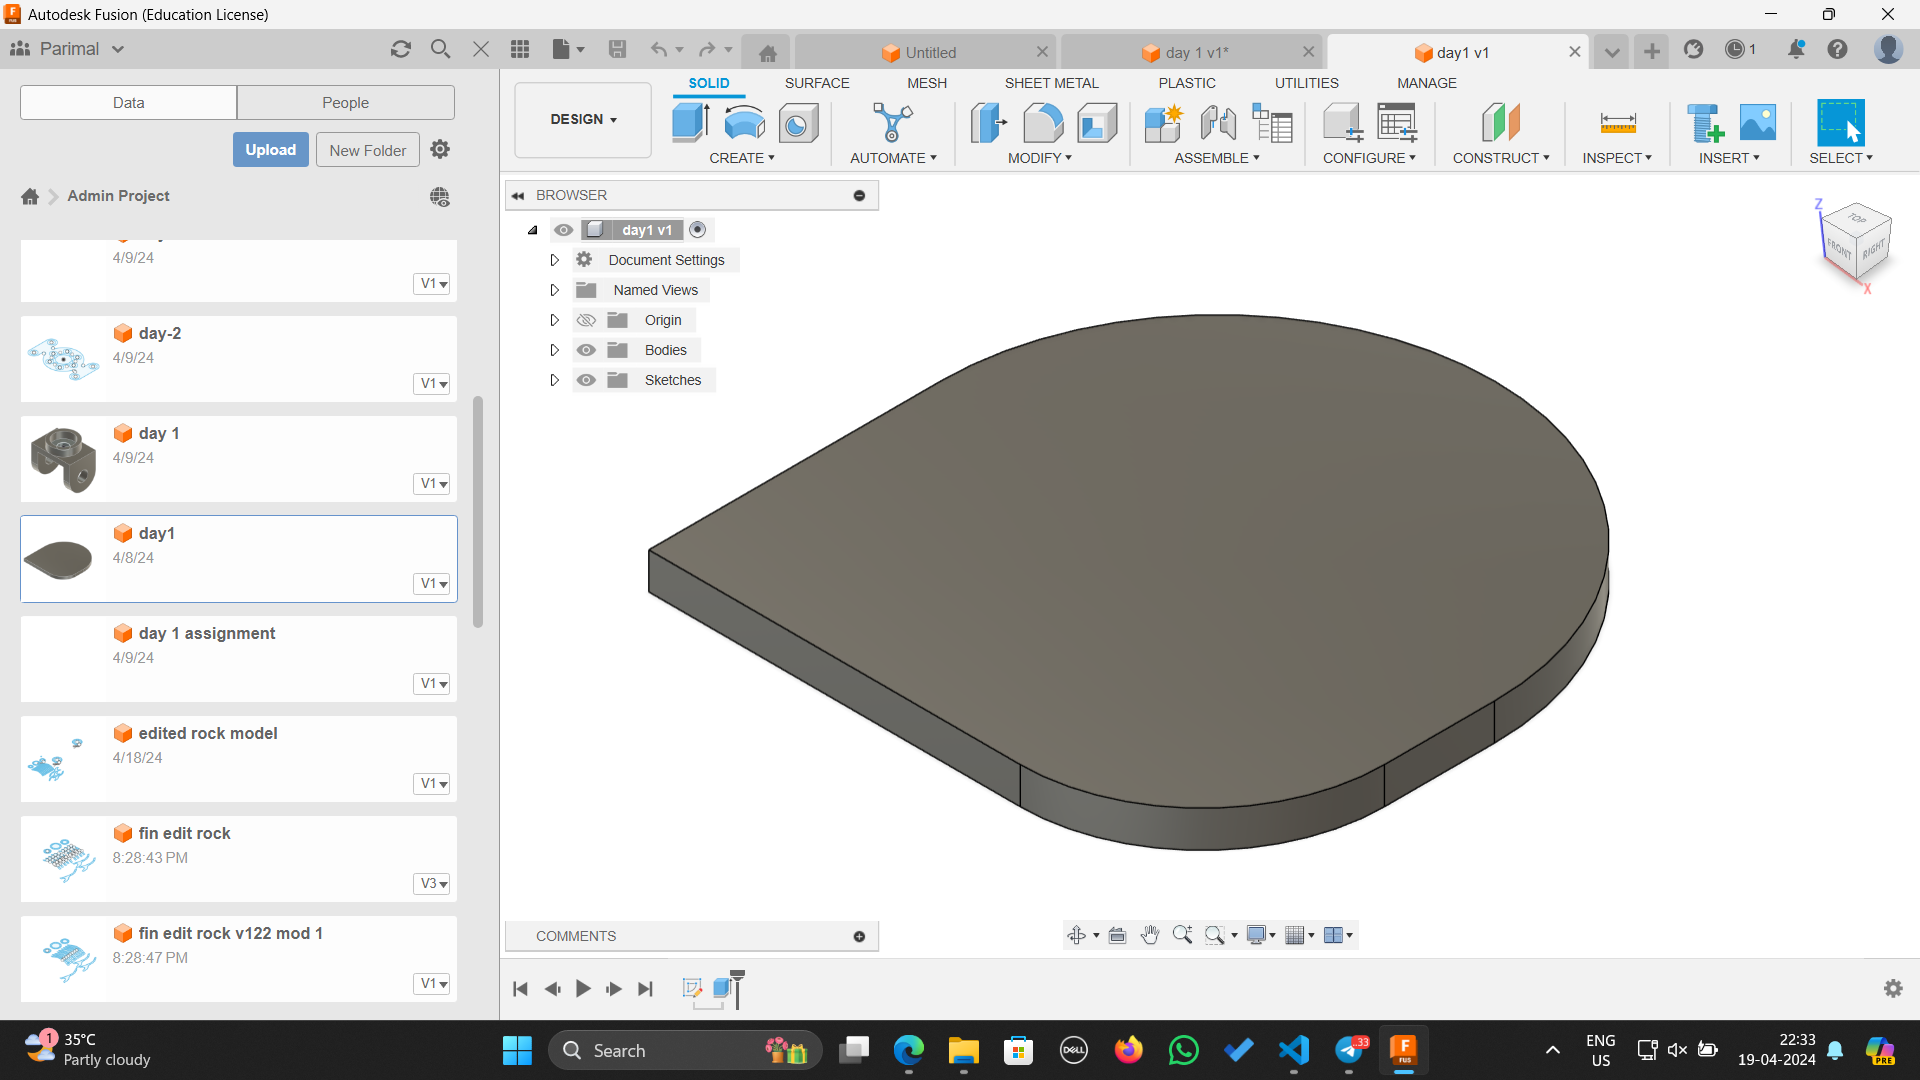 Autodesk Fusion (Education License)
Parimal
Untitled
day 1 v1*
day1 v1
1
Data
People
Upload
New Folder
Admin Project
4/9/24
V1
day-2
4/9/24
V1
day 1
4/9/24
V1
day1
4/8/24
V1
day 1 assignment
4/9/24
V1
edited rock model
4/18/24
V1
fin edit rock
8:28:43 PM
V3
fin edit rock v122 mod 1
8:28:47 PM
V1
DESIGN
SOLID
SURFACE
MESH
SHEET METAL
PLASTIC
UTILITIES
MANAGE
CREATE
AUTOMATE
MODIFY
ASSEMBLE
CONFIGURE
CONSTRUCT
INSPECT
INSERT
SELECT
BROWSER
day1 v1
Document Settings
Named Views
Origin
Bodies
Sketches
Z
TOP
FRONT
RIGHT
X
COMMENTS
1
35°C
Partly cloudy
Search
DELL
33
F
FUS
ENG
US
22:33
19-04-2024
PRE